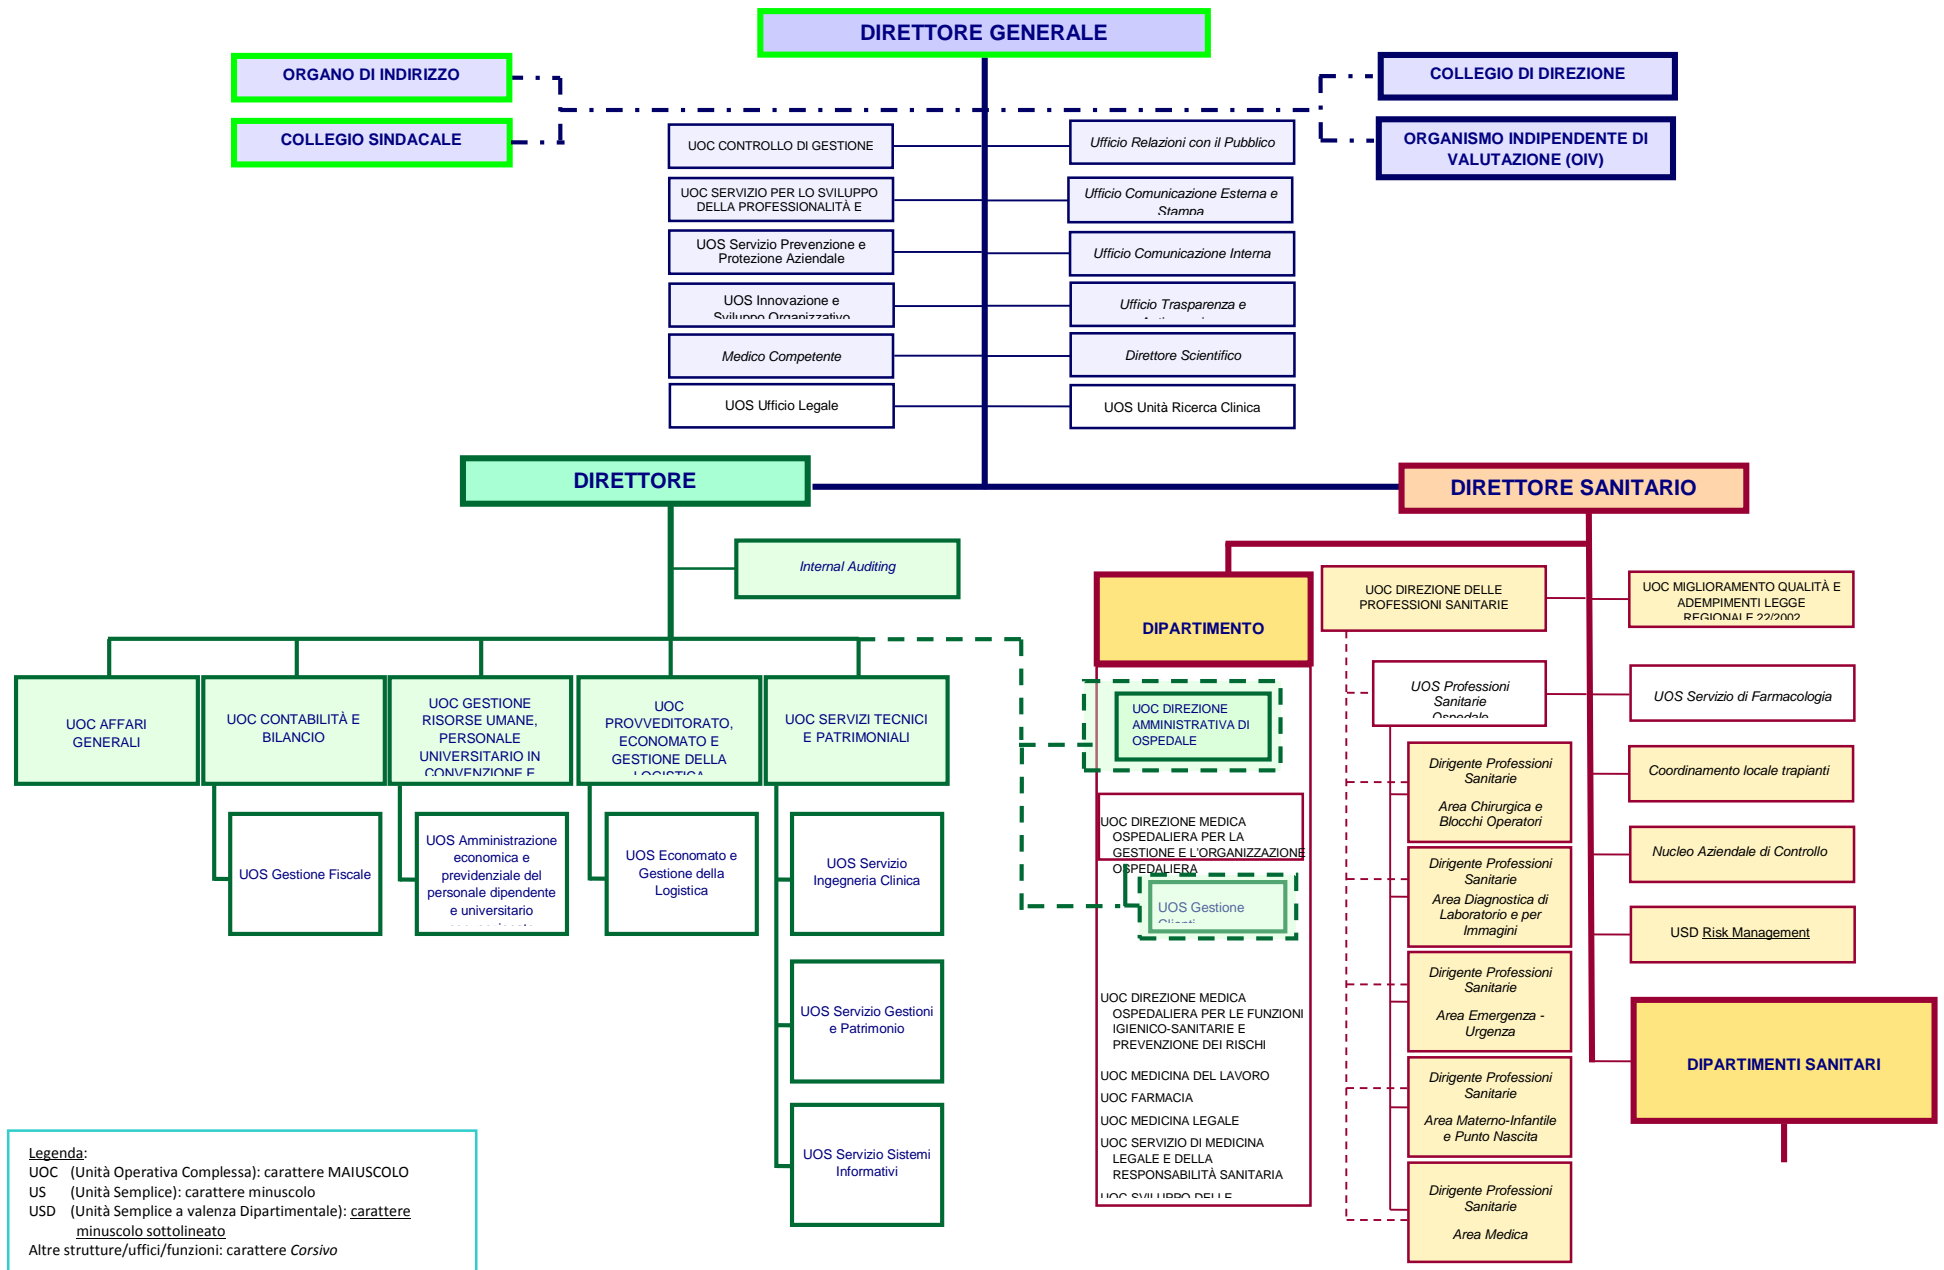 DIRETTORE GENERALE
ORGANO DI INDIRIZZO
COLLEGIO DI DIREZIONE
COLLEGIO SINDACALE
ORGANISMO INDIPENDENTE DI
VALUTAZIONE (OIV)
UOC CONTROLLO DI GESTIONE
Ufficio Relazioni con il Pubblico
UOC SERVIZIO PER LO SVILUPPO
DELLA PROFESSIONALITÀ E
Ufficio Comunicazione Esterna e
Stampa
UOS Servizio Prevenzione e
Protezione Aziendale
Ufficio Comunicazione Interna
UOS Innovazione e
Sviluppo Organizzativo
Ufficio Trasparenza e
Medico Competente
Direttore Scientifico
UOS Ufficio Legale
UOS Unità Ricerca Clinica
DIRETTORE
DIRETTORE SANITARIO
Internal Auditing
UOC AFFARI
GENERALI
UOC CONTABILITÀ E
BILANCIO
UOC GESTIONE
RISORSE UMANE,
PERSONALE
UNIVERSITARIO IN
CONVENZIONE E
UOC
PROVVEDITORATO,
ECONOMATO E
GESTIONE DELLA
LOGISTICA
UOC SERVIZI TECNICI
E PATRIMONIALI
UOS Gestione Fiscale
UOS Amministrazione
economica e
previdenziale del
personale dipendente
e universitario
UOS Economato e
Gestione della
Logistica
UOS Servizio
Ingegneria Clinica
UOS Servizio Gestioni
e Patrimonio
UOS Servizio Sistemi
Informativi
DIPARTIMENTO
UOC DIREZIONE
AMMINISTRATIVA DI
OSPEDALE
UOC DIREZIONE MEDICA
OSPEDALIERA PER LA
GESTIONE E L'ORGANIZZAZIONE
OSPEDALIERA
UOS Gestione
Clienti
UOC DIREZIONE MEDICA
OSPEDALIERA PER LE FUNZIONI
IGIENICO-SANITARIE E
PREVENZIONE DEI RISCHI
UOC MEDICINA DEL LAVORO
UOC FARMACIA
UOC MEDICINA LEGALE
UOC SERVIZIO DI MEDICINA
LEGALE E DELLA
RESPONSABILITÀ SANITARIA
UOC SVILUPPO DELLE
UOC DIREZIONE DELLE
PROFESSIONI SANITARIE
UOS Professioni
Sanitarie
Ospedale
Dirigente Professioni
Sanitarie
Area Chirurgica e
Blocchi Operatori
Dirigente Professioni
Sanitarie
Area Diagnostica di
Laboratorio e per
Immagini
Dirigente Professioni
Sanitarie
Area Emergenza -
Urgenza
Dirigente Professioni
Sanitarie
Area Materno-Infantile
e Punto Nascita
Dirigente Professioni
Sanitarie
Area Medica
UOC MIGLIORAMENTO QUALITÀ E
ADEMPIMENTI LEGGE
REGIONALE 22/2002
UOS Servizio di Farmacologia
Coordinamento locale trapianti
Nucleo Aziendale di Controllo
USD Risk Management
DIPARTIMENTI SANITARI
Legenda:
UOC (Unità Operativa Complessa): carattere MAIUSCOLO
US (Unità Semplice): carattere minuscolo
USD (Unità Semplice a valenza Dipartimentale): carattere
minuscolo sottolineato
Altre strutture/uffici/funzioni: carattere Corsivo